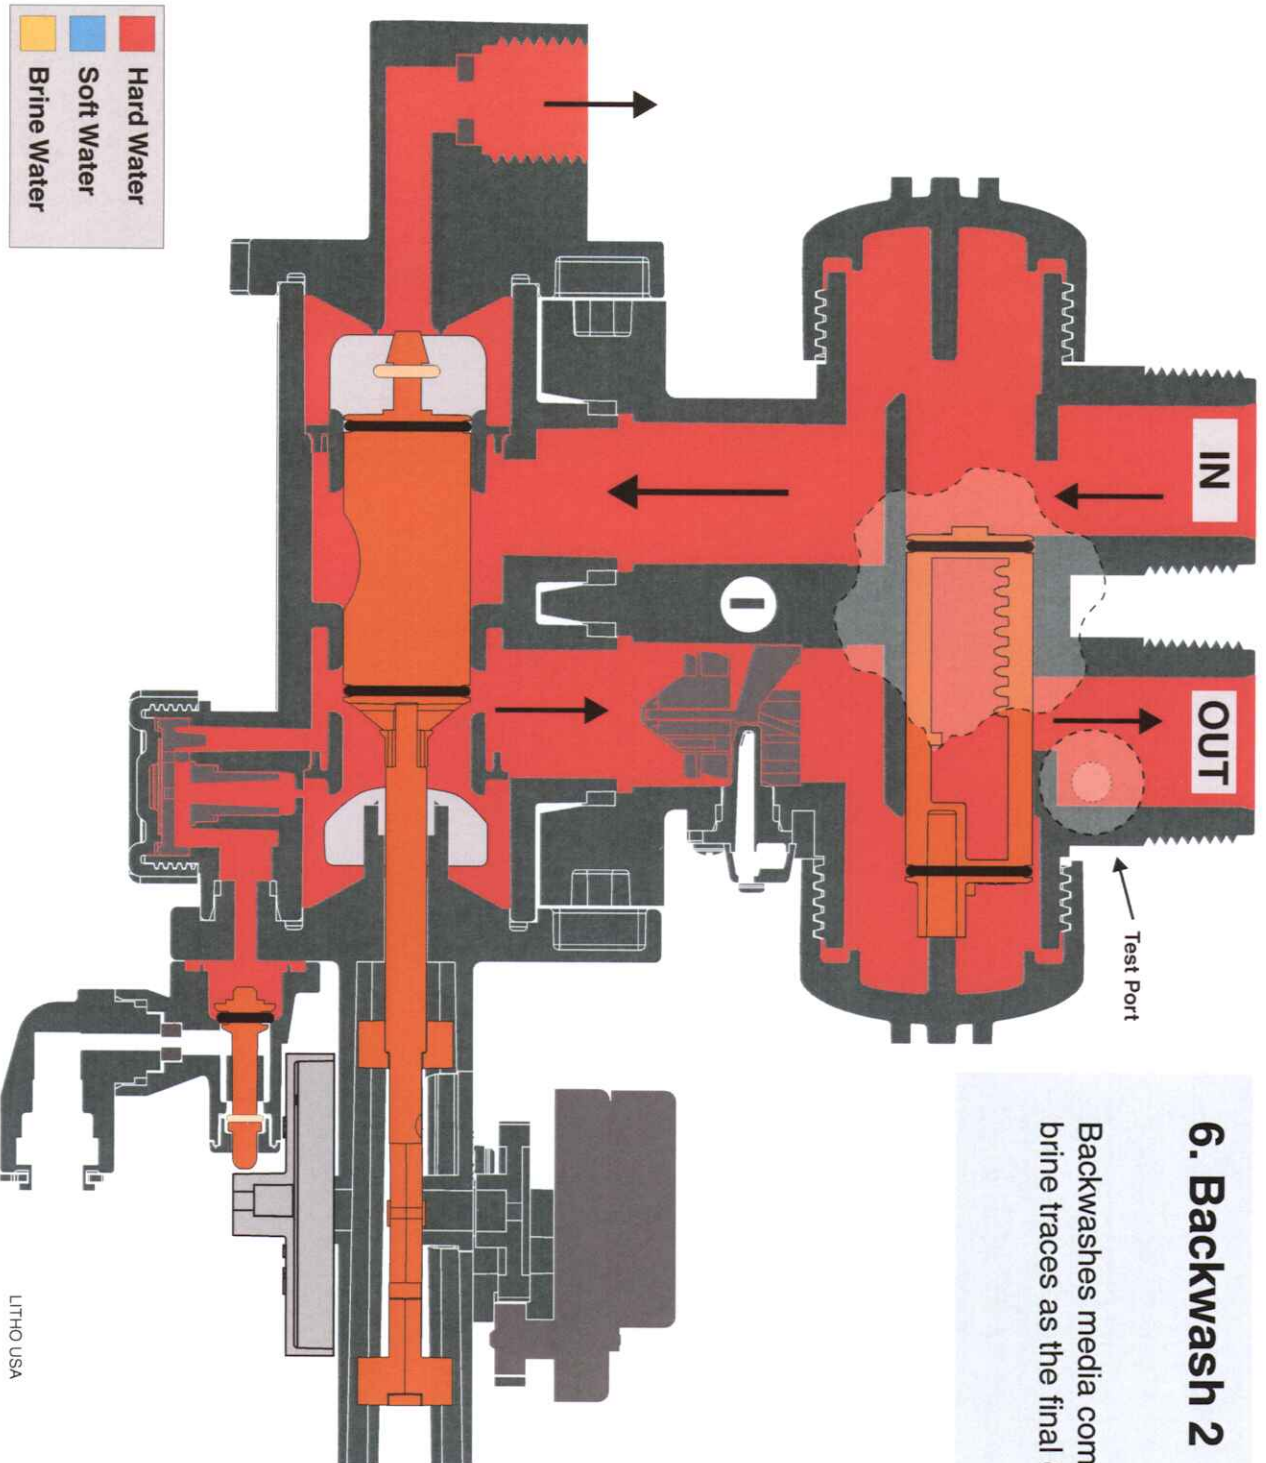 6. Backwash 2
Backwashes media com
brine traces as the final
IN
OUT
Test Port
Hard Water
Soft Water
Brine Water
LITHO USA